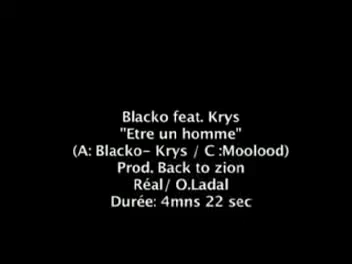 Blacko feat. Krys
"Etre un homme"
(A: Blacko- Krys / C :Moolood)
Prod. Back to zion
Réal/ O.Ladal
Durée: 4mns 22 sec